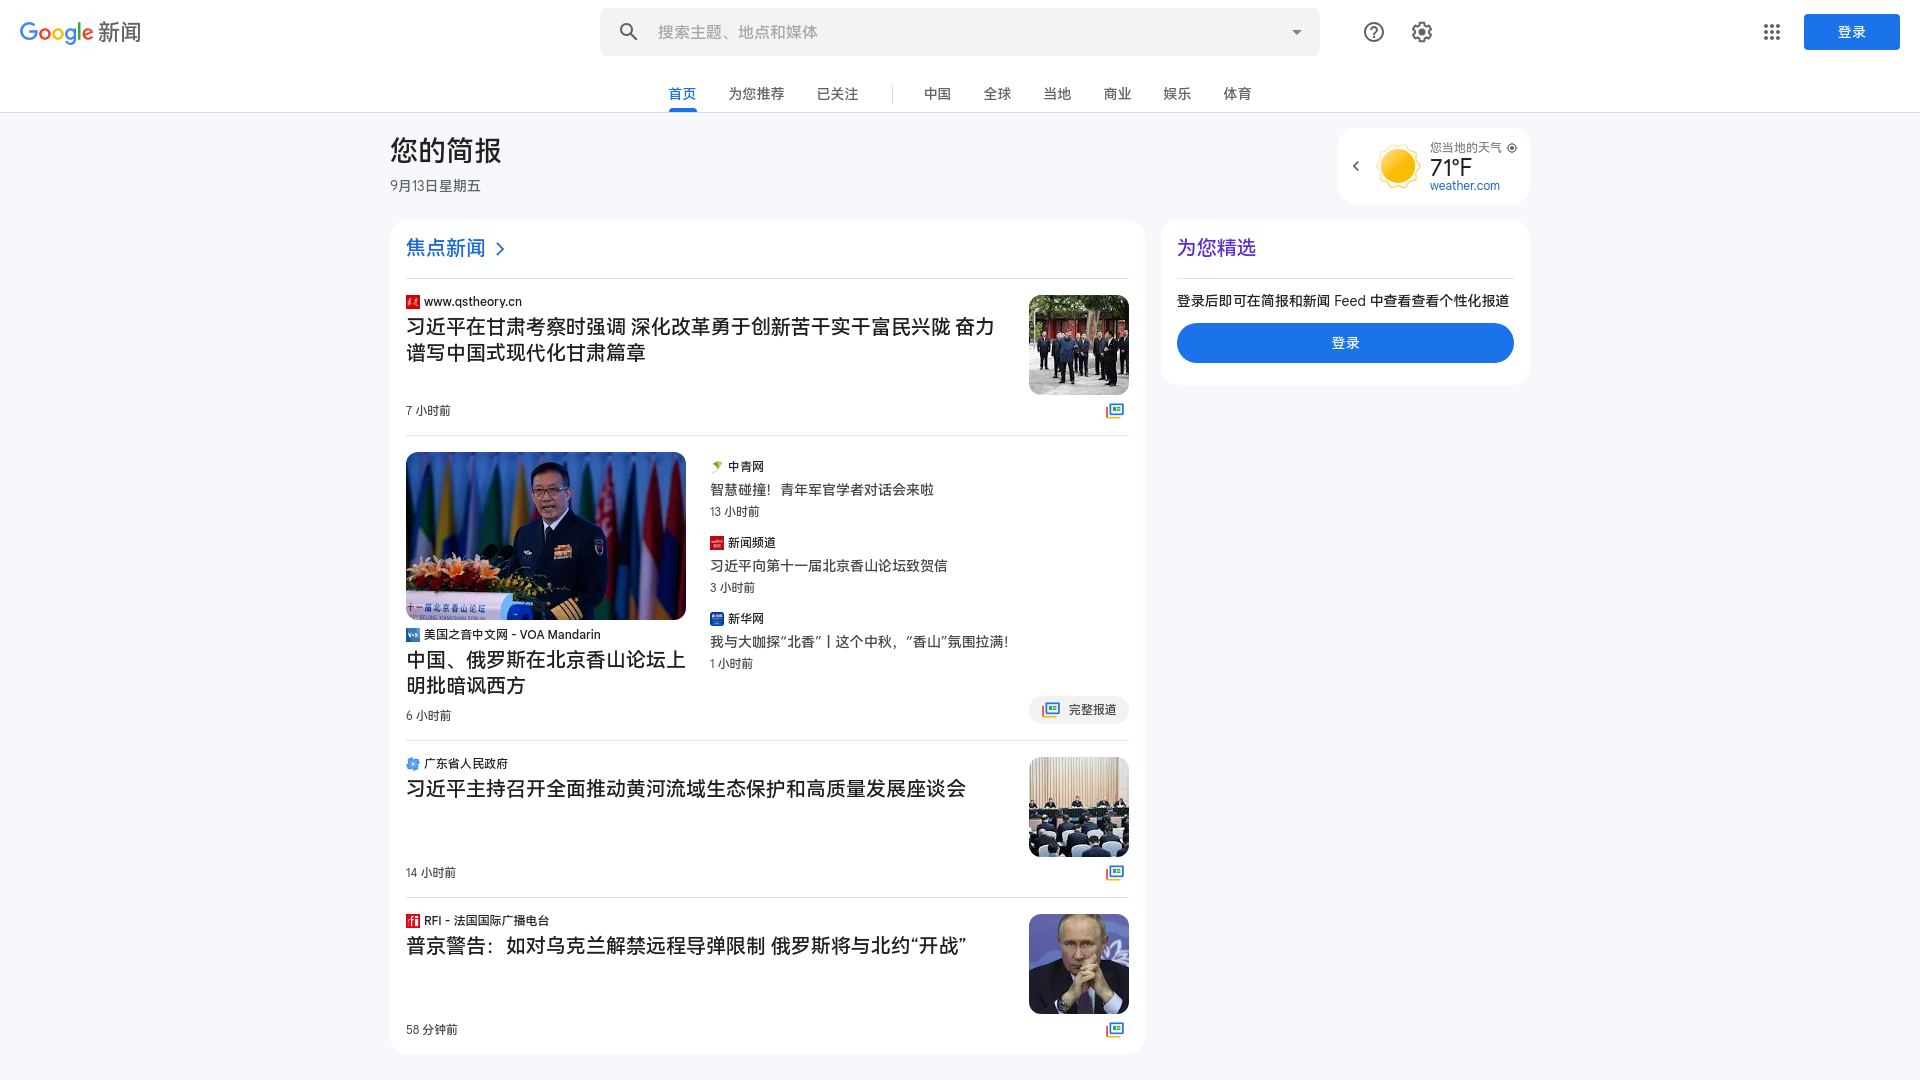 Google 新闻
搜索主题、地点和媒体
登录
首页
为您推荐
已关注
中国
全球
当地
商业
娱乐
体育
您的简报
9月13日星期五
您当地的天气
71°F
weather.com
焦点新闻
www.qstheory.cn
习近平在甘肃考察时强调 深化改革勇于创新苦干实干富民兴陇 奋力
谱写中国式现代化甘肃篇章
7 小时前
十一届北京香山论坛
美国之音中文网 - VOA Mandarin
中国、俄罗斯在北京香山论坛上
明批暗讽西方
6 小时前
中青网
智慧碰撞！青年军官学者对话会来啦
13 小时前
新闻频道
习近平向第十一届北京香山论坛致贺信
3 小时前
新华网
我与大咖探“北香”丨这个中秋，“香山”氛围拉满！
1 小时前
完整报道
广东省人民政府
习近平主持召开全面推动黄河流域生态保护和高质量发展座谈会
14 小时前
RFI - 法国国际广播电台
普京警告：如对乌克兰解禁远程导弹限制 俄罗斯将与北约“开战”
58 分钟前
为您精选
登录后即可在简报和新闻 Feed 中查看查看个性化报道
登录